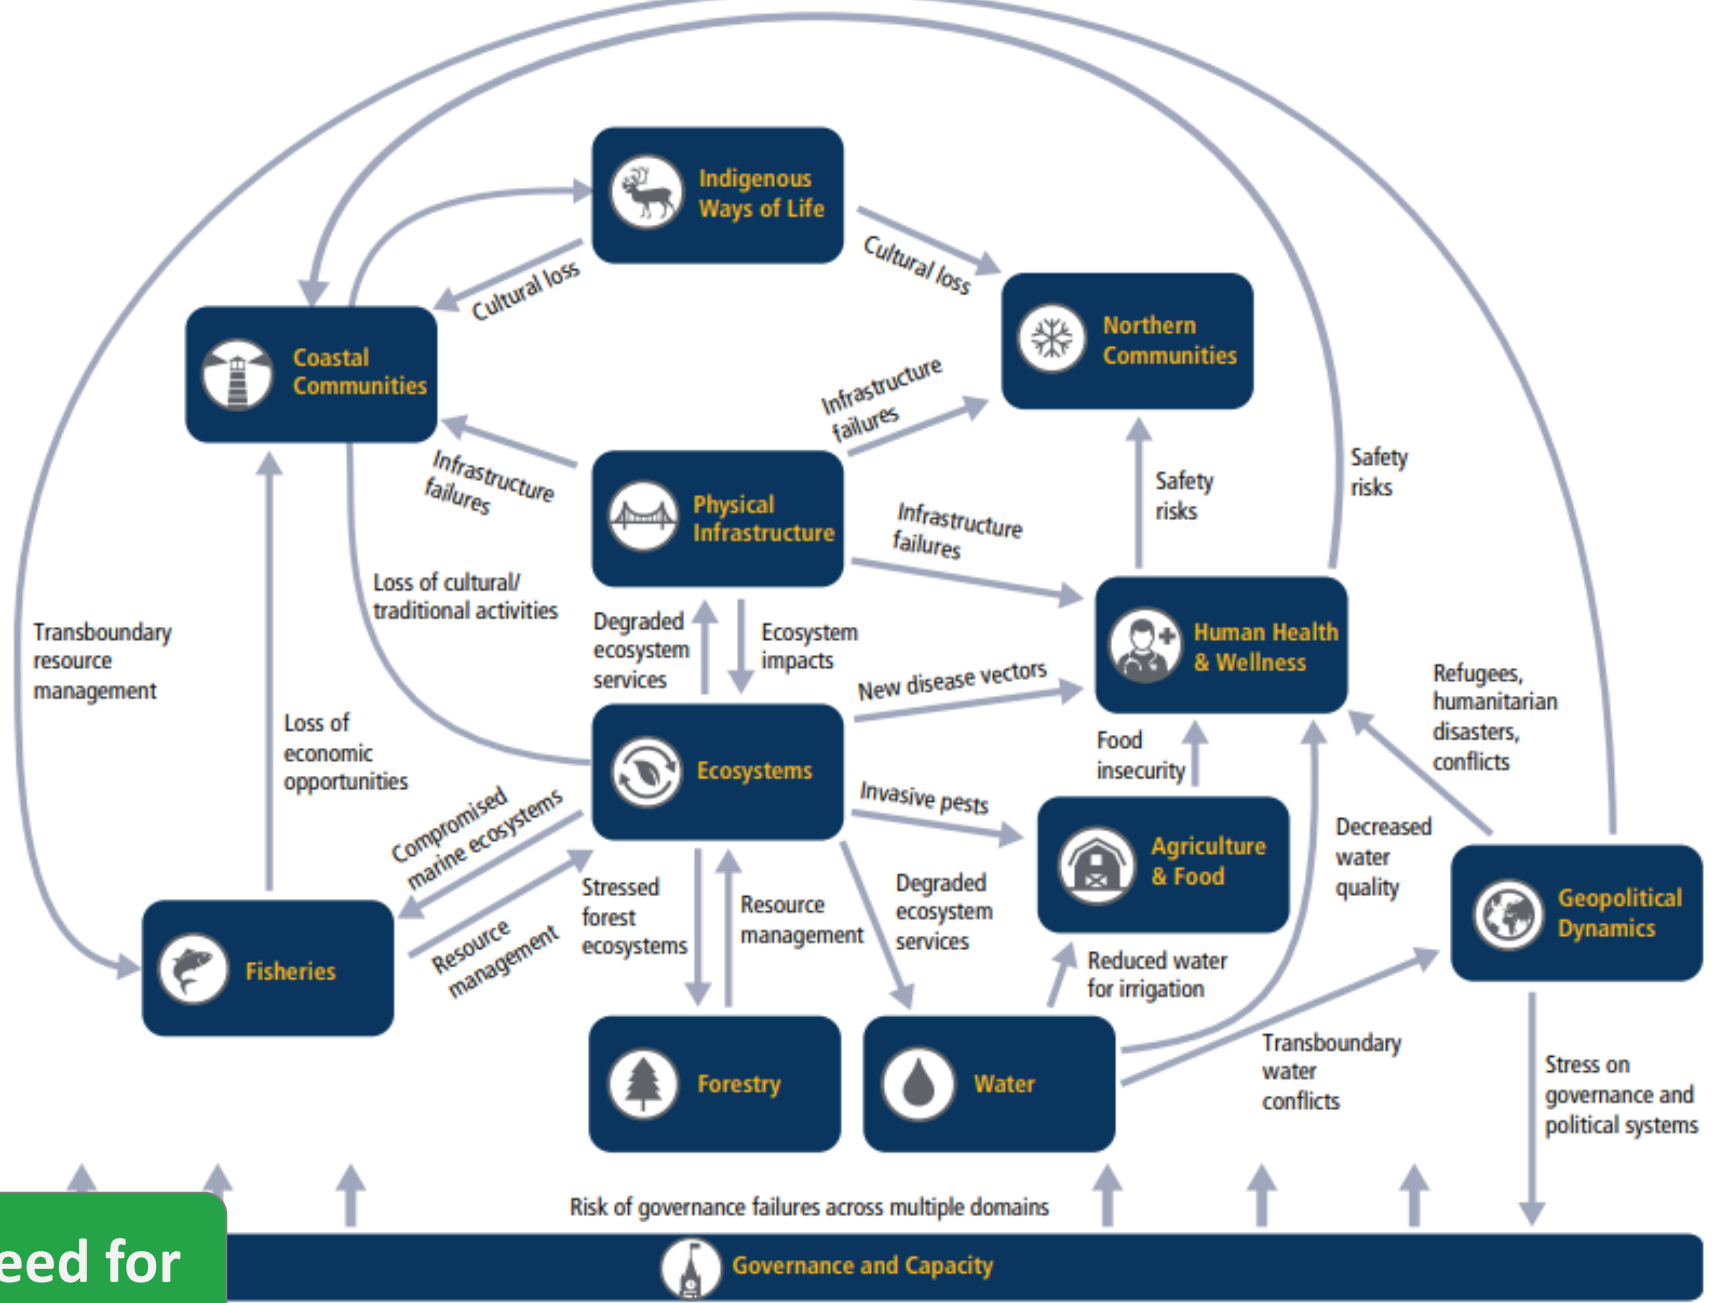 Indigenous
Ways of Life
Cultural loss
Cultural loss
Northern
Communities
Coastal
Communities
Infrastructure
failures
Infrastructure
failures
Safety
risks
Safety
risks
Physical
Infrastructure
Infrastructure
failures
Loss of cultural/
traditional activities
Transboundary
resource
management
Degraded
ecosystem
services
Ecosystem
impacts
Human Health
& Wellness
New disease vectors
Refugees,
humanitarian
disasters,
conflicts
Loss of
economic
opportunities
Food
insecurity
Ecosystems
Compromised
marine ecosystems
Invasive pests
Agriculture
& Food
Decreased
water
quality
Geopolitical
Dynamics
Stressed
forest
ecosystems
Resource
management
Degraded
ecosystem
services
Resource
management
Fisheries
Reduced water
for irrigation
Forestry
Water
Transboundary
water
conflicts
Stress on
governance and
political systems
Risk of governance failures across multiple domains
eed for
Governance and Capacity